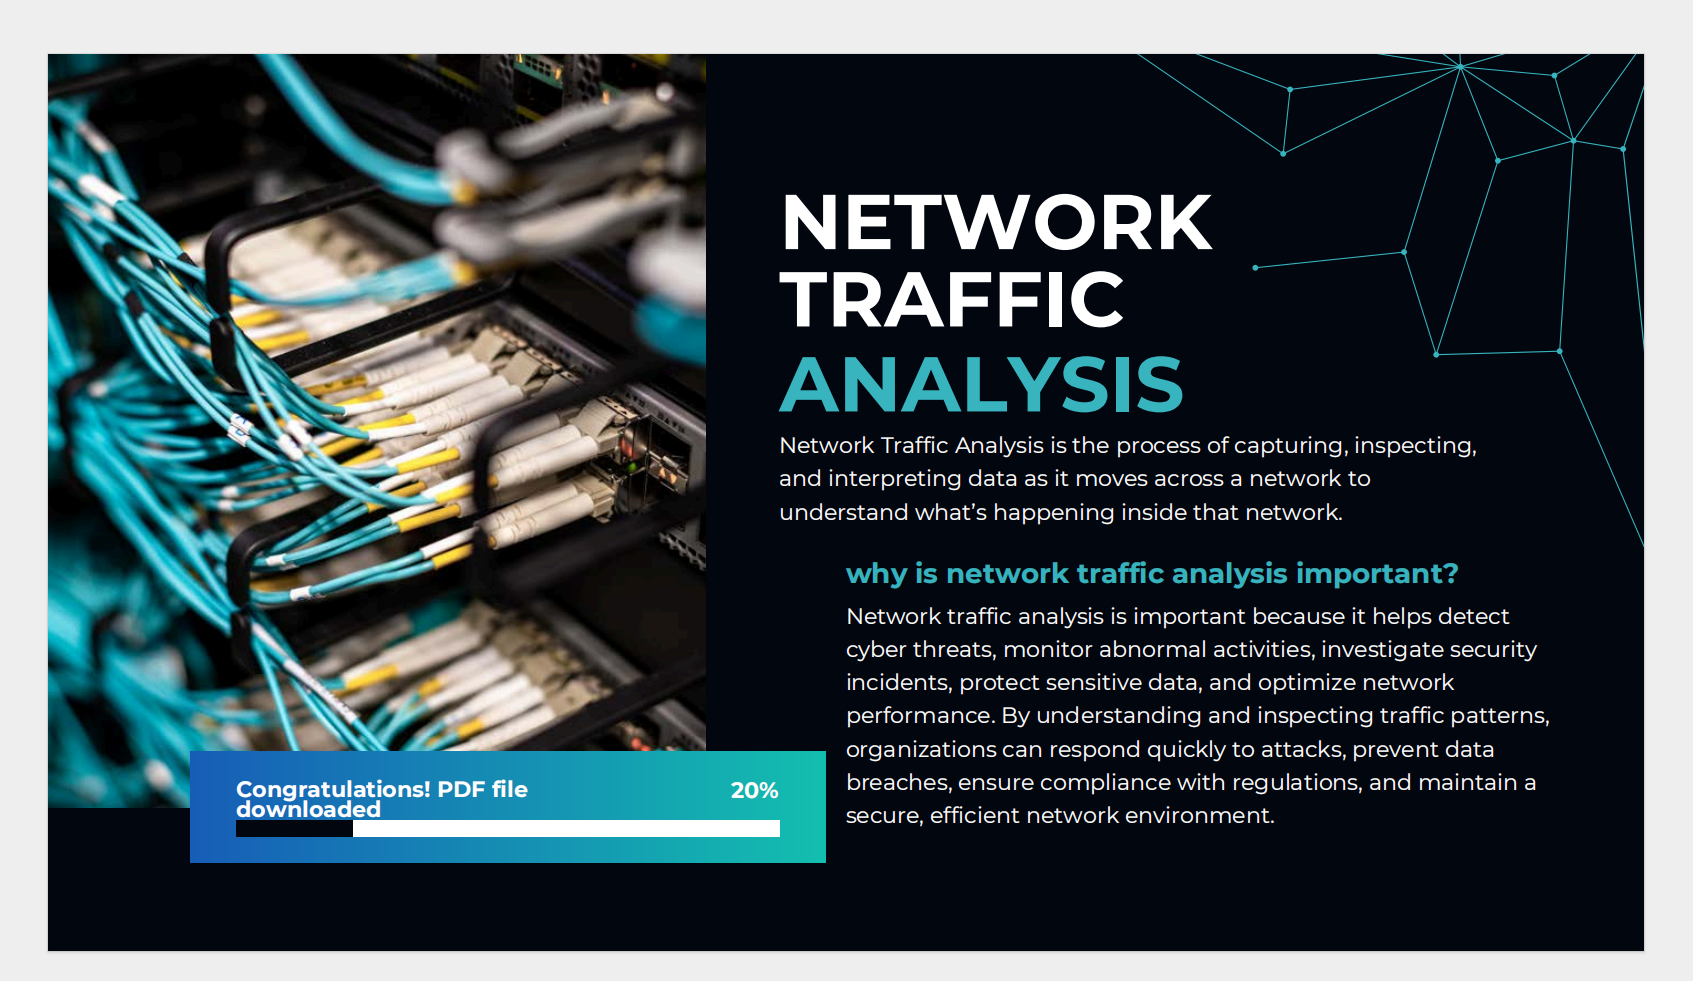 NETWORK
TRAFFIC
ANALYSIS
Network Traffic Analysis is the process of capturing, inspecting,
and interpreting data as it moves across a network to
understand what’s happening inside that network.
why is network traffic analysis important?
Network traffic analysis is important because it helps detect
cyber threats, monitor abnormal activities, investigate security
incidents, protect sensitive data, and optimize network
performance. By understanding and inspecting traffic patterns,
organizations can respond quickly to attacks, prevent data
breaches, ensure compliance with regulations, and maintain a
secure, efficient network environment.
Congratulations! PDF file
downloaded
20%